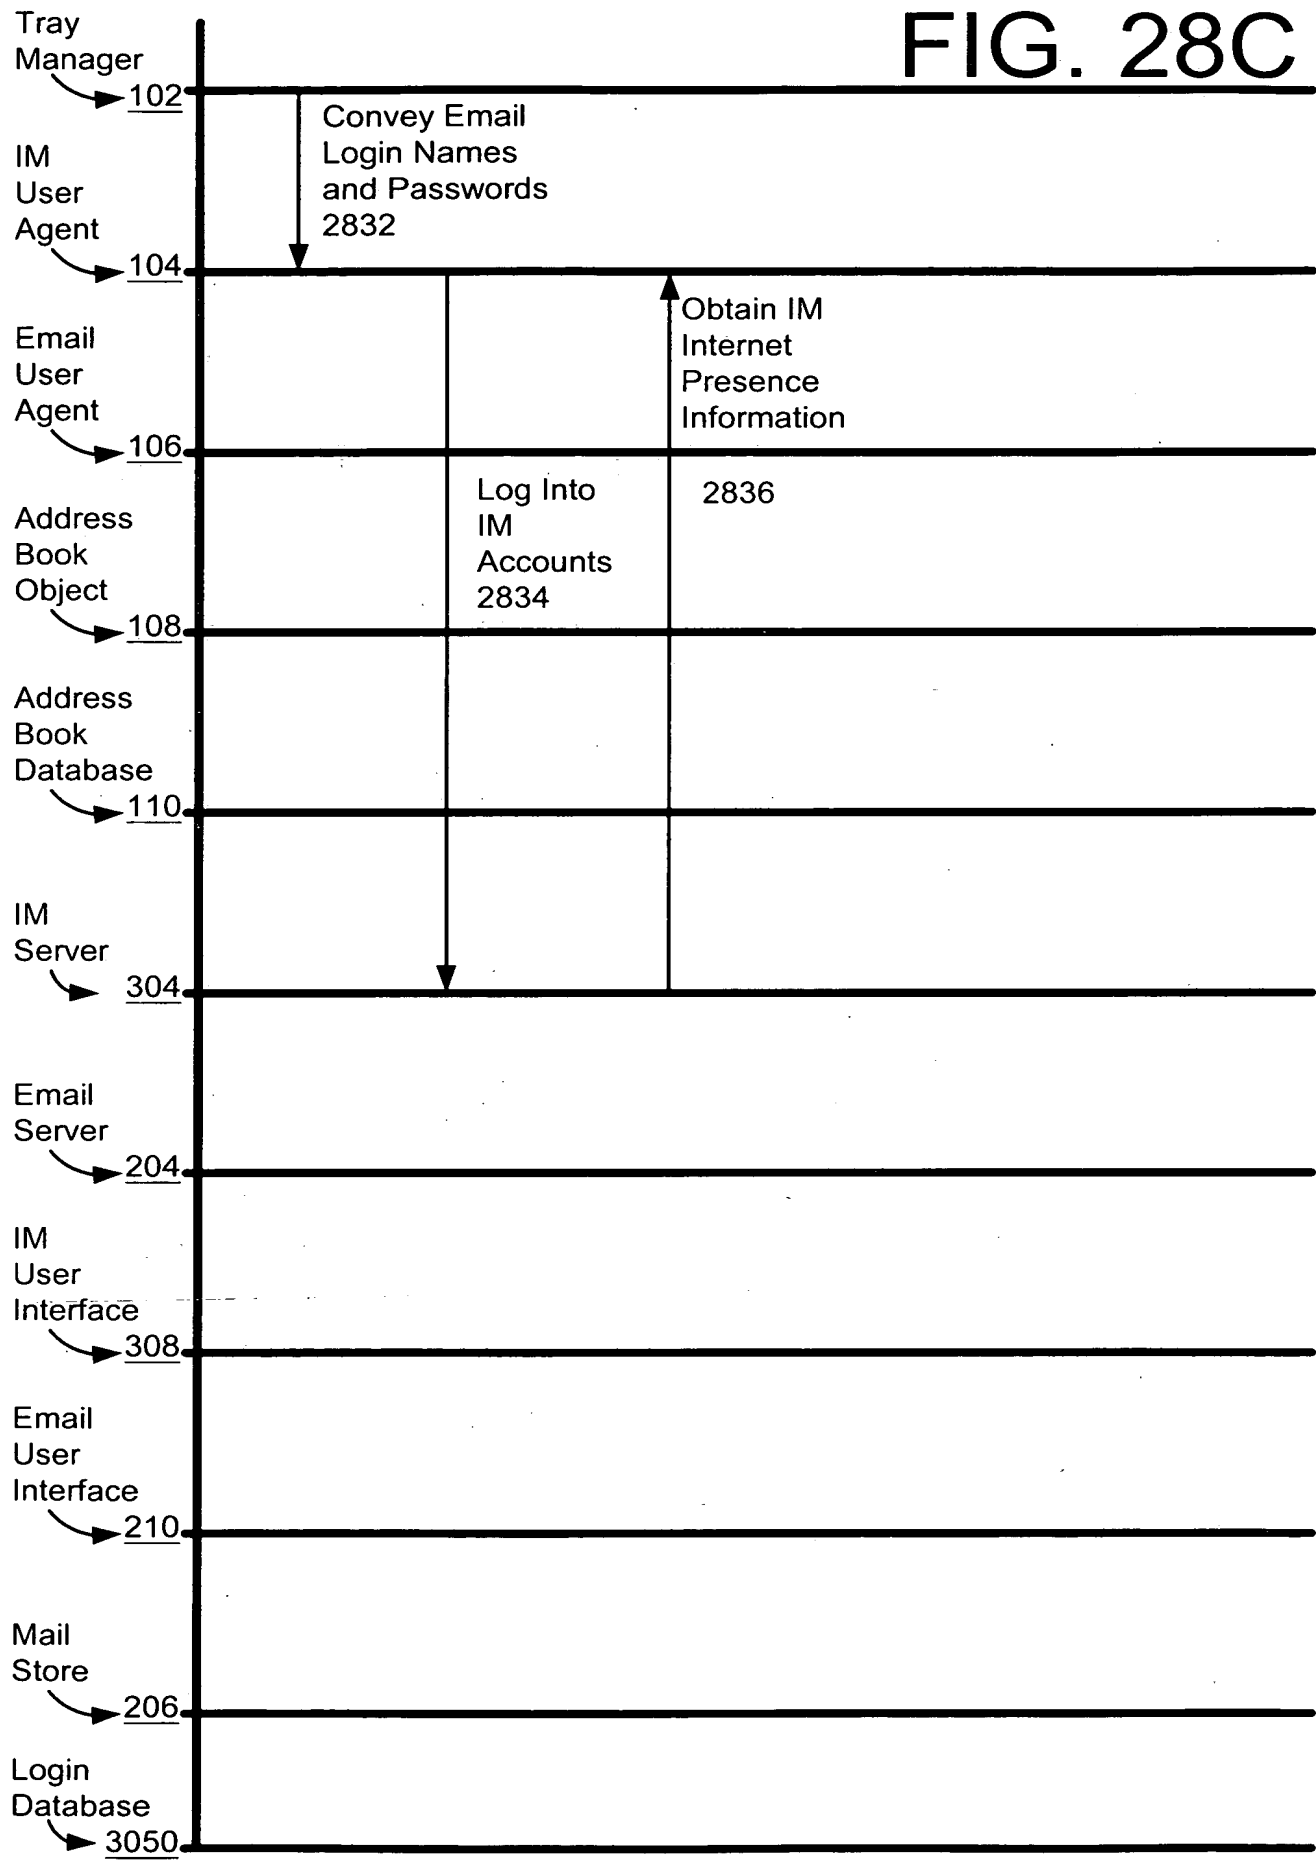 FIG. 28C
Tray
Manager
102
Convey Email
Login Names
and Passwords
2832
IM
User
Agent
104
Obtain IM
Internet
Presence
Information
2836
Email
User
Agent
106
Log Into
IM
Accounts
2834
Address
Book
Object
108
Address
Book
Database
110
IM
Server
304
Email
Server
204
IM
User
Interface
308
Email
User
Interface
210
Mail
Store
206
Login
Database
3050